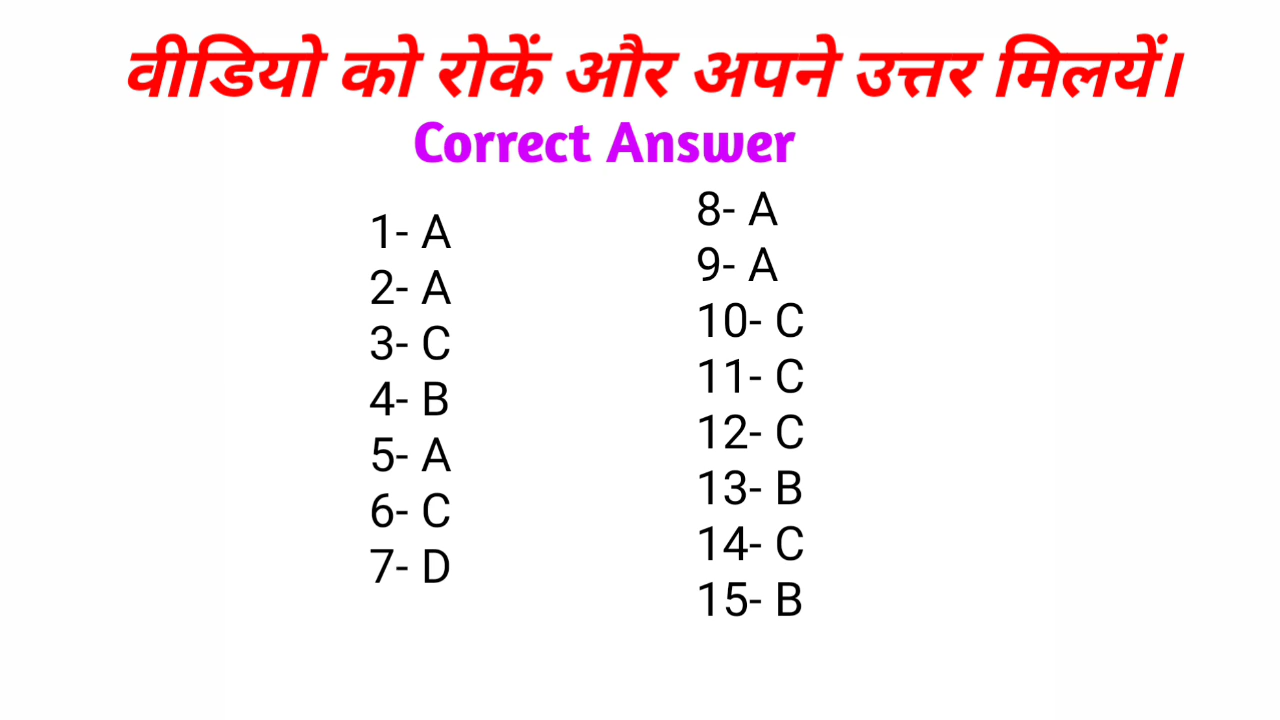 वीडियो को रोकें और अपने उत्तर मिलयें।
Correct Answer
1- A
2- A
3- C
4- B
5- A
6- C
7- D
8- A
9- A
10- C
11- C
12- C
13- B
14- C
15- B